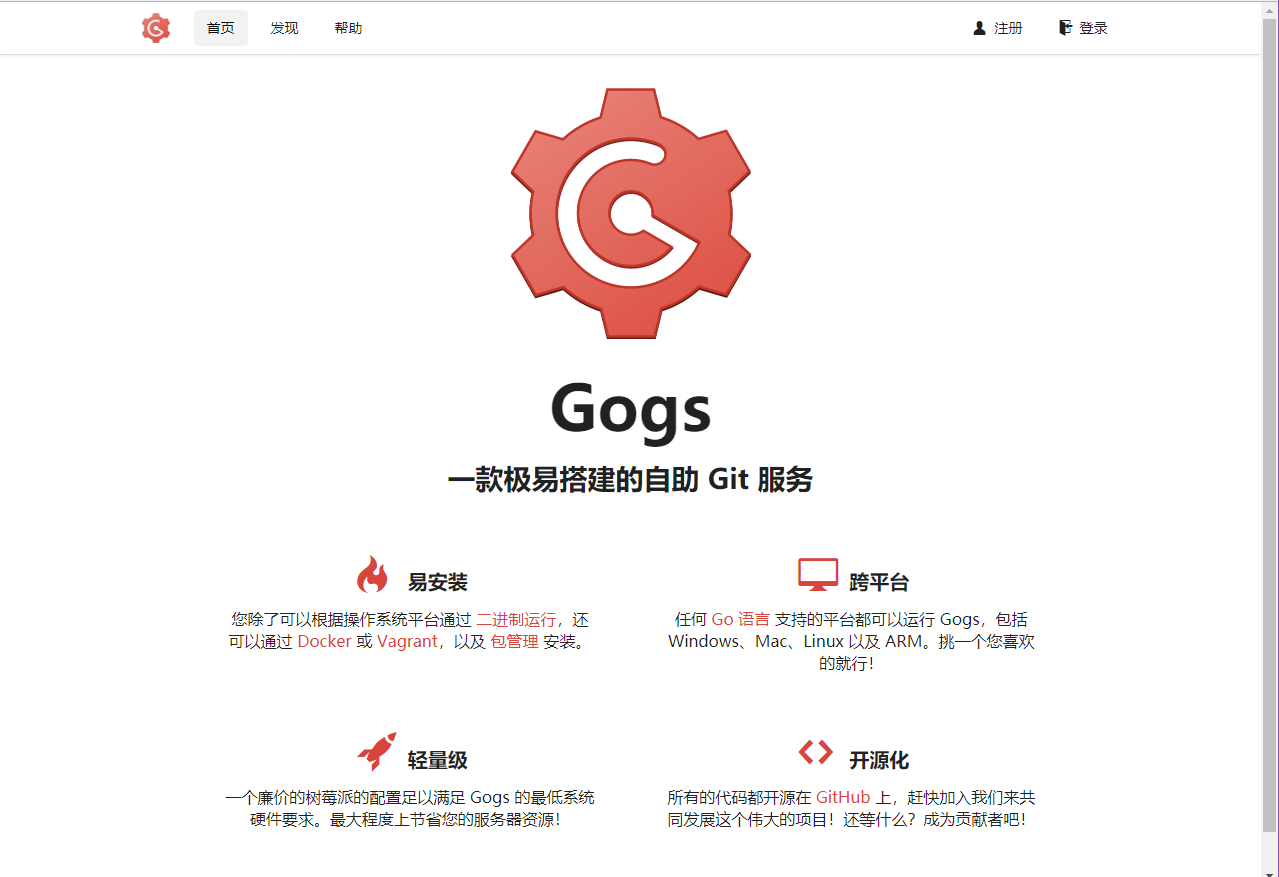 首页 发现 帮助 注册 登录
Gogs
一款极易搭建的自助 Git 服务
易安装
您除了可以根据操作系统平台通过 二进制运行，还
可以通过 Docker 或 Vagrant，以及 包管理 安装。
跨平台
任何 Go 语言 支持的平台都可以运行 Gogs，包括
Windows、Mac、Linux 以及 ARM。挑一个您喜欢
的就行！
轻量级
一个廉价的树莓派的配置足以满足 Gogs 的最低系统
硬件要求。最大程度上节省您的服务器资源！
开源化
所有的代码都开源在 GitHub 上，赶快加入我们来共
同发展这个伟大的项目！还等什么？成为贡献者吧！